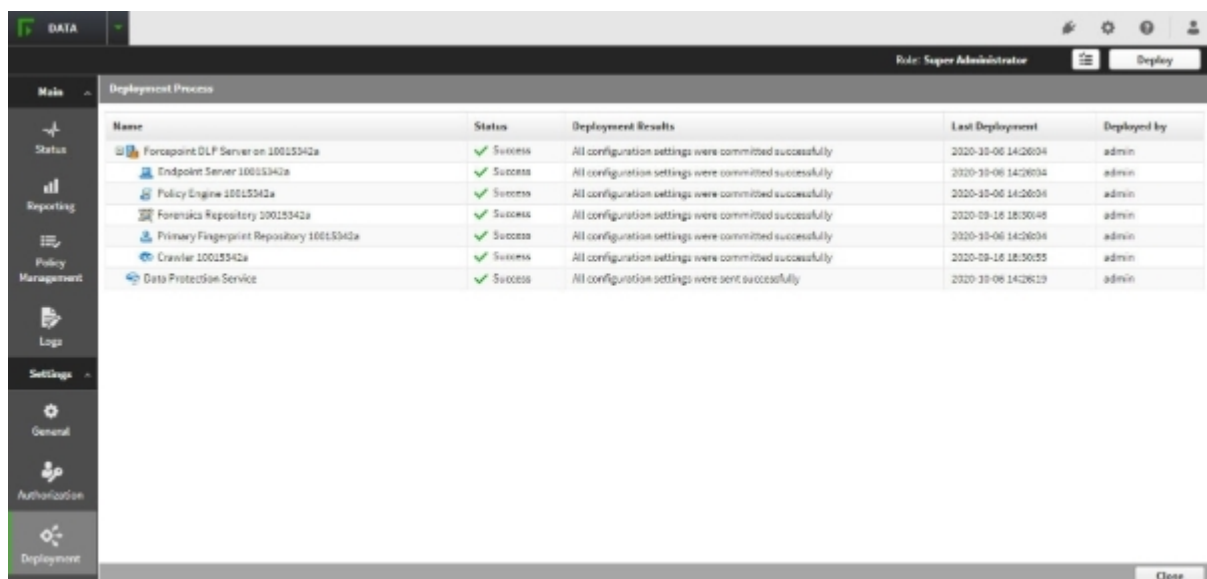 DATA
Role: Super Administrator
Deploy
Main
Deployment Process
Status
Reporting
Policy Management
Logs
Settings
General
Authorization
Deployment
Name Status Deployment Results Last Deployment Deployed by
Forcepoint DLP Server on 10015342a Success All configuration settings were committed successfully 2020-10-06 14:26:04 admin
Endpoint Server 10015342a Success All configuration settings were committed successfully 2020-10-06 14:26:04 admin
Policy Engine 10015342a Success All configuration settings were committed successfully 2020-10-06 14:26:04 admin
Forensics Repository 10015342a Success All configuration settings were committed successfully 2020-09-16 18:30:46 admin
Primary Fingerprint Repository 10015342a Success All configuration settings were committed successfully 2020-10-06 14:26:04 admin
Crawler 10015342a Success All configuration settings were committed successfully 2020-09-16 18:30:55 admin
Data Protection Service Success All configuration settings were sent successfully 2020-10-06 14:26:19 admin
Close